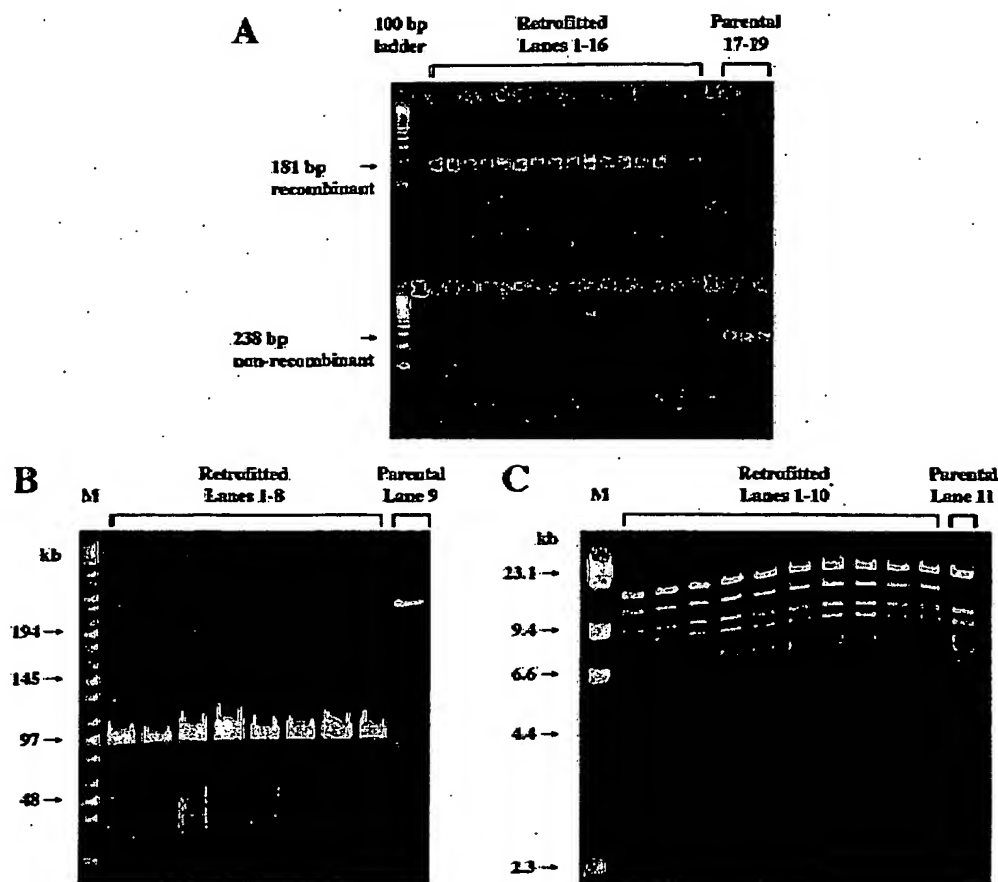 A
100 bp
ladder
Retrofitted
Lanes 1-16
Parental
17-19
181 bp
recombinant
238 bp
non-recombinant
B
M
Retrofitted
Lanes 1-8
Parental
Lane 9
kb
194
145
97
48
C
M
Retrofitted
Lanes 1-10
Parental
Lane 11
kb
23.1
9.4
6.6
4.4
2.3